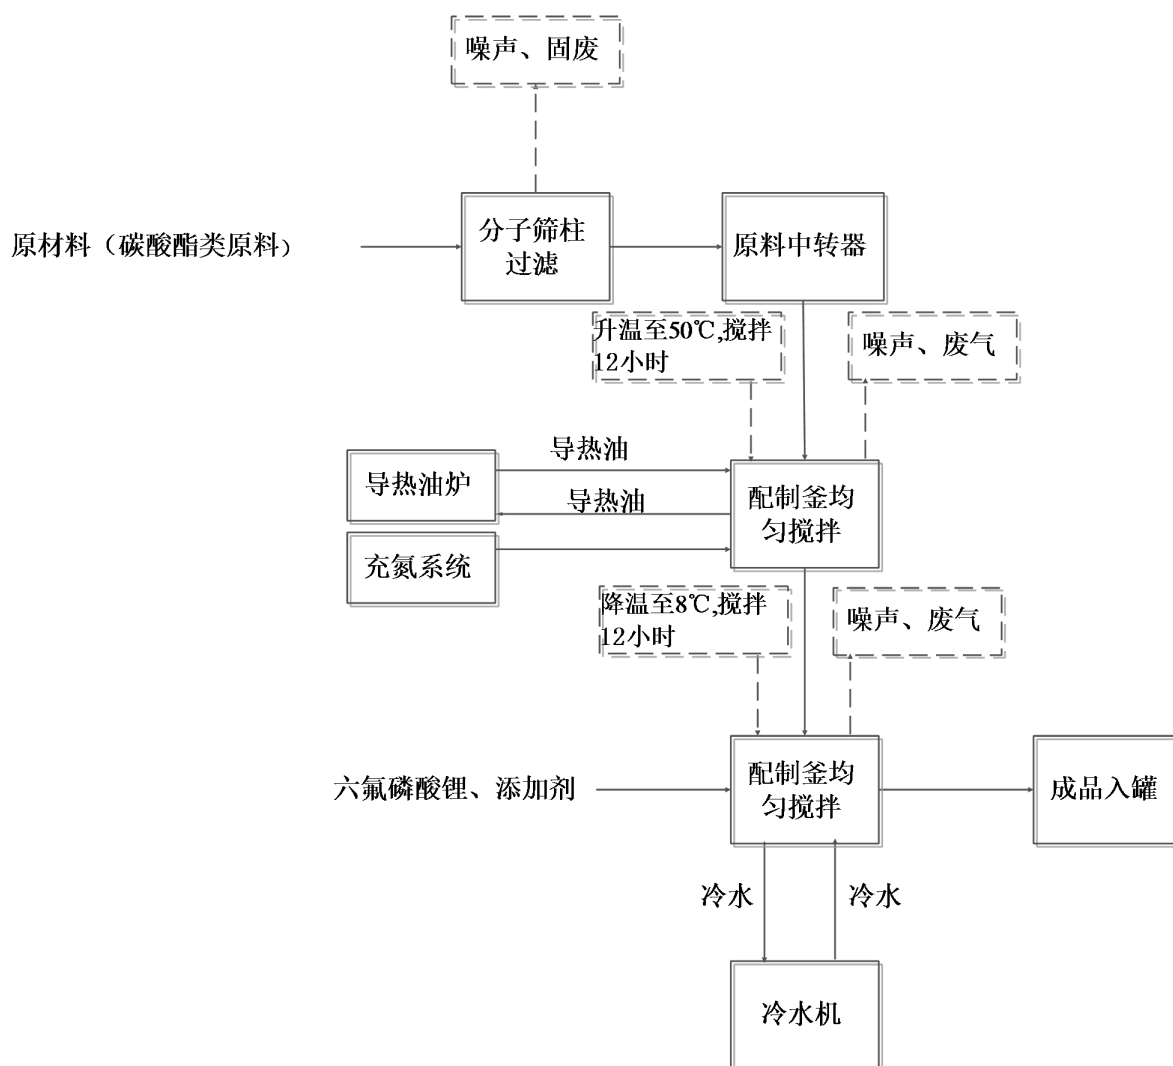 噪声、固废
原材料（碳酸酯类原料）
分子筛柱
过滤
原料中转器
升温至50℃,搅拌
12小时
噪声、废气
导热油
导热油炉
导热油
配制釜均
匀搅拌
充氮系统
降温至8℃,搅拌
12小时
噪声、废气
六氟磷酸锂、添加剂
配制釜均
匀搅拌
成品入罐
冷水
冷水
冷水机